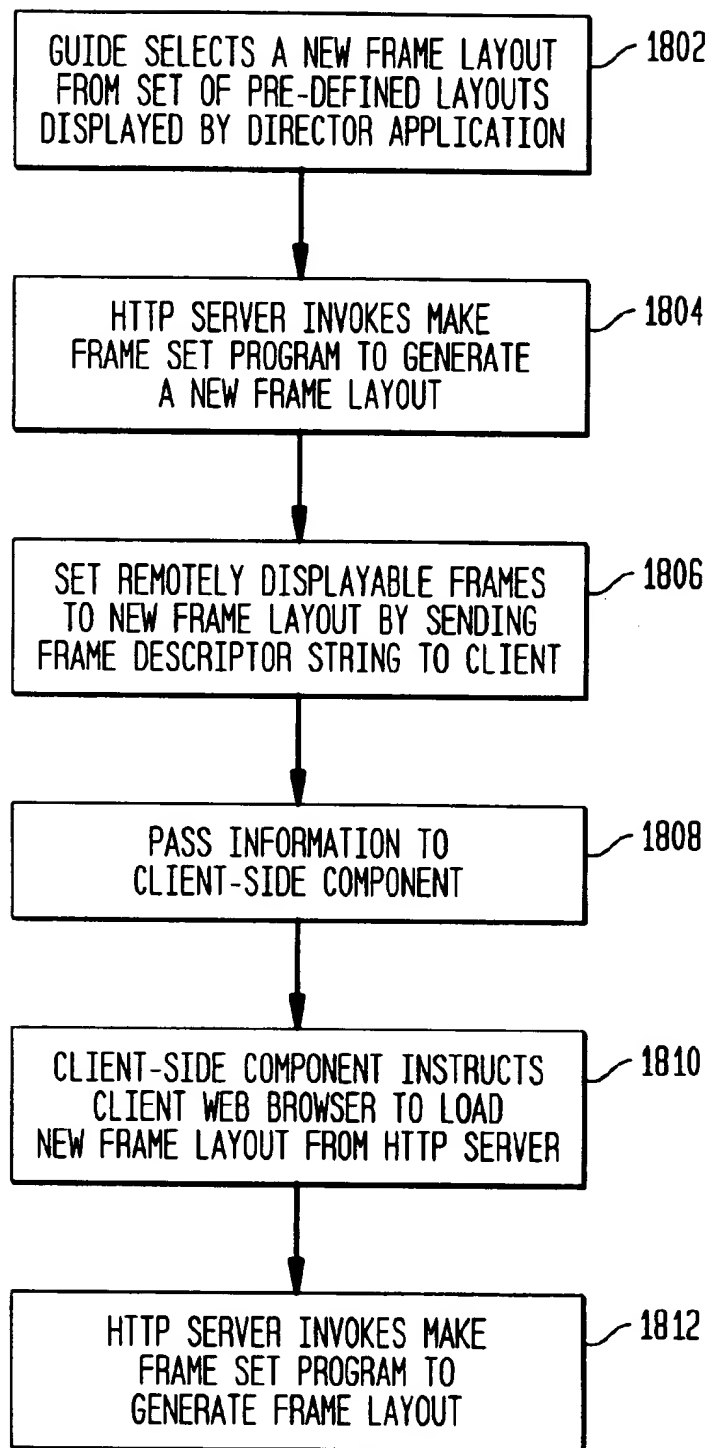 GUIDE SELECTS A NEW FRAME LAYOUT
FROM SET OF PRE-DEFINED LAYOUTS
DISPLAYED BY DIRECTOR APPLICATION
1802
HTTP SERVER INVOKES MAKE
FRAME SET PROGRAM TO GENERATE
A NEW FRAME LAYOUT
1804
SET REMOTELY DISPLAYABLE FRAMES
TO NEW FRAME LAYOUT BY SENDING
FRAME DESCRIPTOR STRING TO CLIENT
1806
PASS INFORMATION TO
CLIENT-SIDE COMPONENT
1808
CLIENT-SIDE COMPONENT INSTRUCTS
CLIENT WEB BROWSER TO LOAD
NEW FRAME LAYOUT FROM HTTP SERVER
1810
HTTP SERVER INVOKES MAKE
FRAME SET PROGRAM TO
GENERATE FRAME LAYOUT
1812